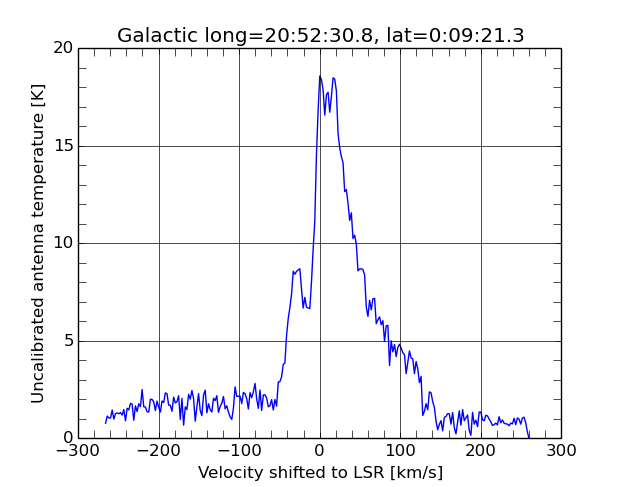 Galactic long=20:52:30.8, lat=0:09:21.3
Uncalibrated antenna temperature [K]
20
15
10
5
0
−300 −200 −100 0 100 200 300
Velocity shifted to LSR [km/s]